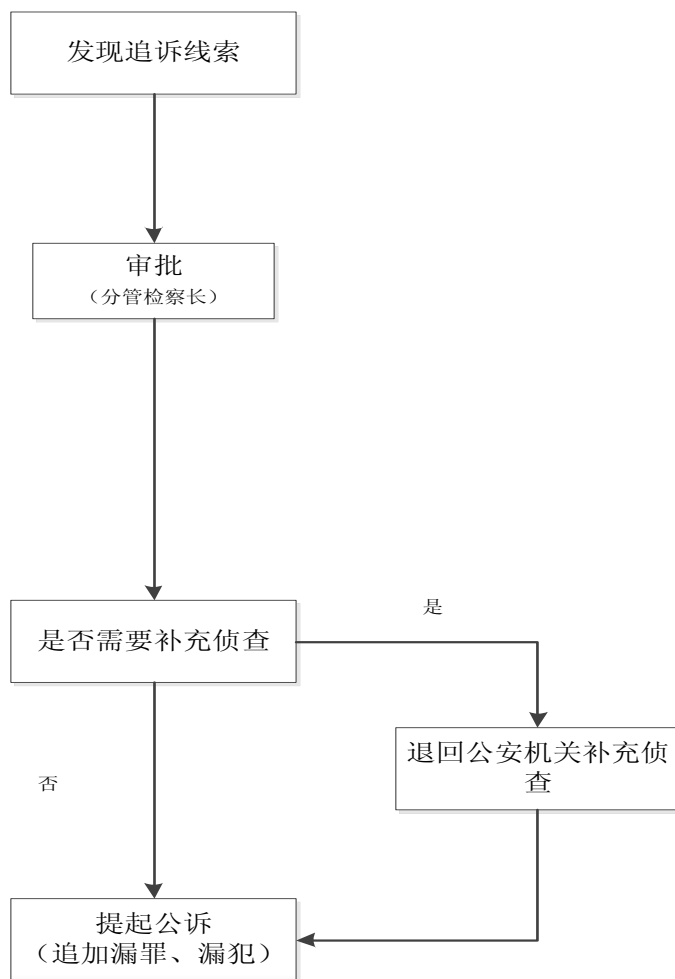 发现追诉线索
审批
（分管检察长）
是否需要补充侦查
是
退回公安机关补充侦
查
否
提起公诉
（追加漏罪、漏犯）